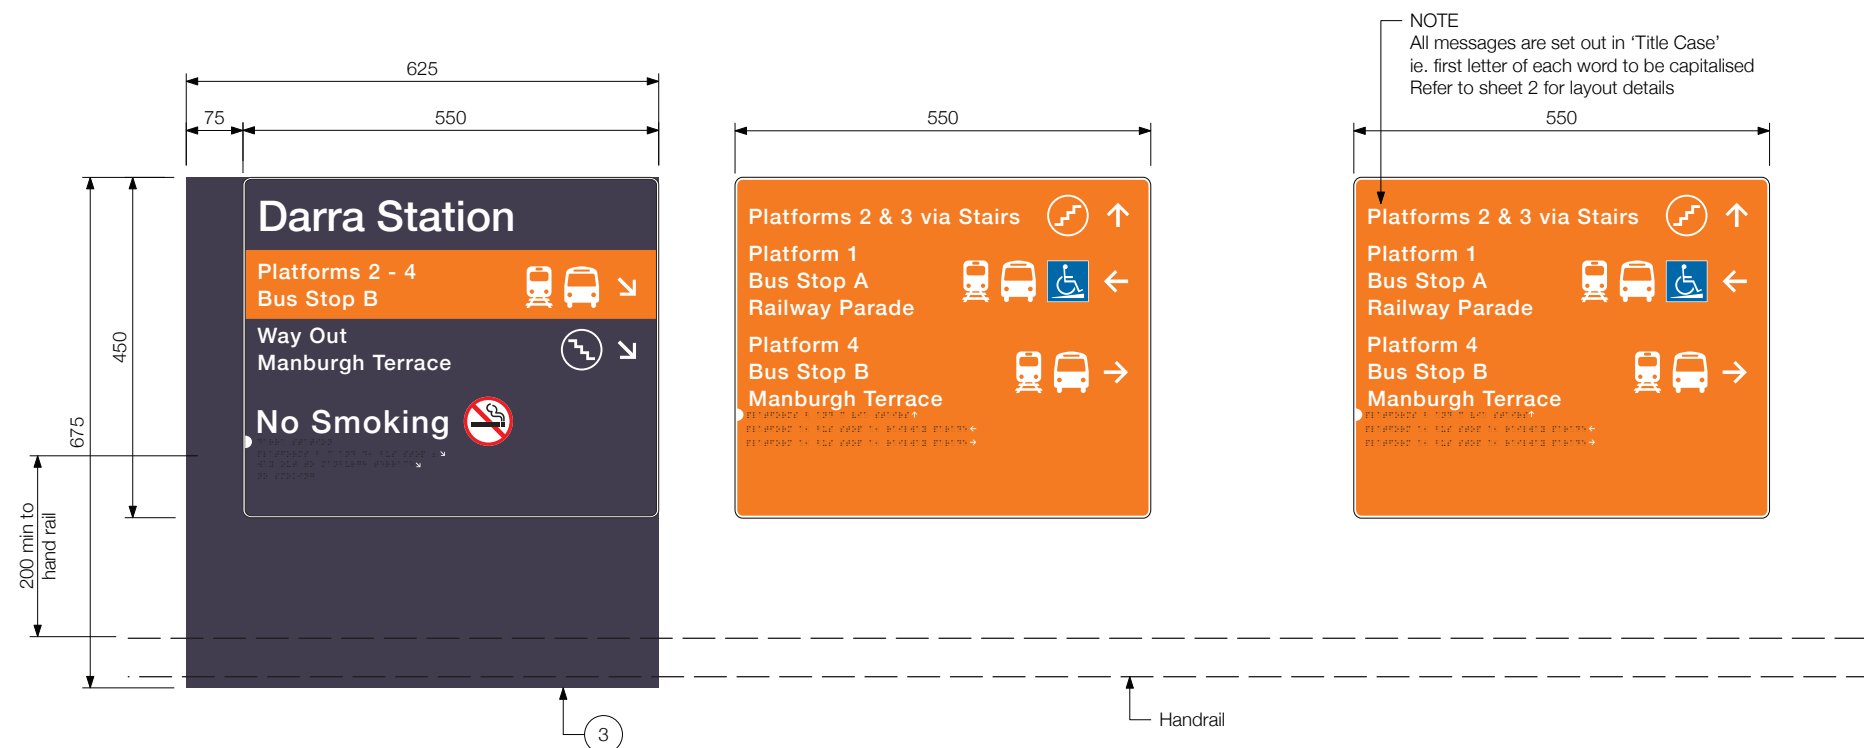 NOTE
All messages are set out in ‘Title Case’
ie. first letter of each word to be capitalised
Refer to sheet 2 for layout details
625
75
550
550
550
675
450
200 min to
hand rail
Darra Station
Platforms 2 - 4
Bus Stop B
Way Out
Manburgh Terrace
No Smoking
Platforms 2 & 3 via Stairs
Platform 1
Bus Stop A
Railway Parade
Platform 4
Bus Stop B
Manburgh Terrace
Platforms 2 & 3 via Stairs
Platform 1
Bus Stop A
Railway Parade
Platform 4
Bus Stop B
Manburgh Terrace
3
Handrail